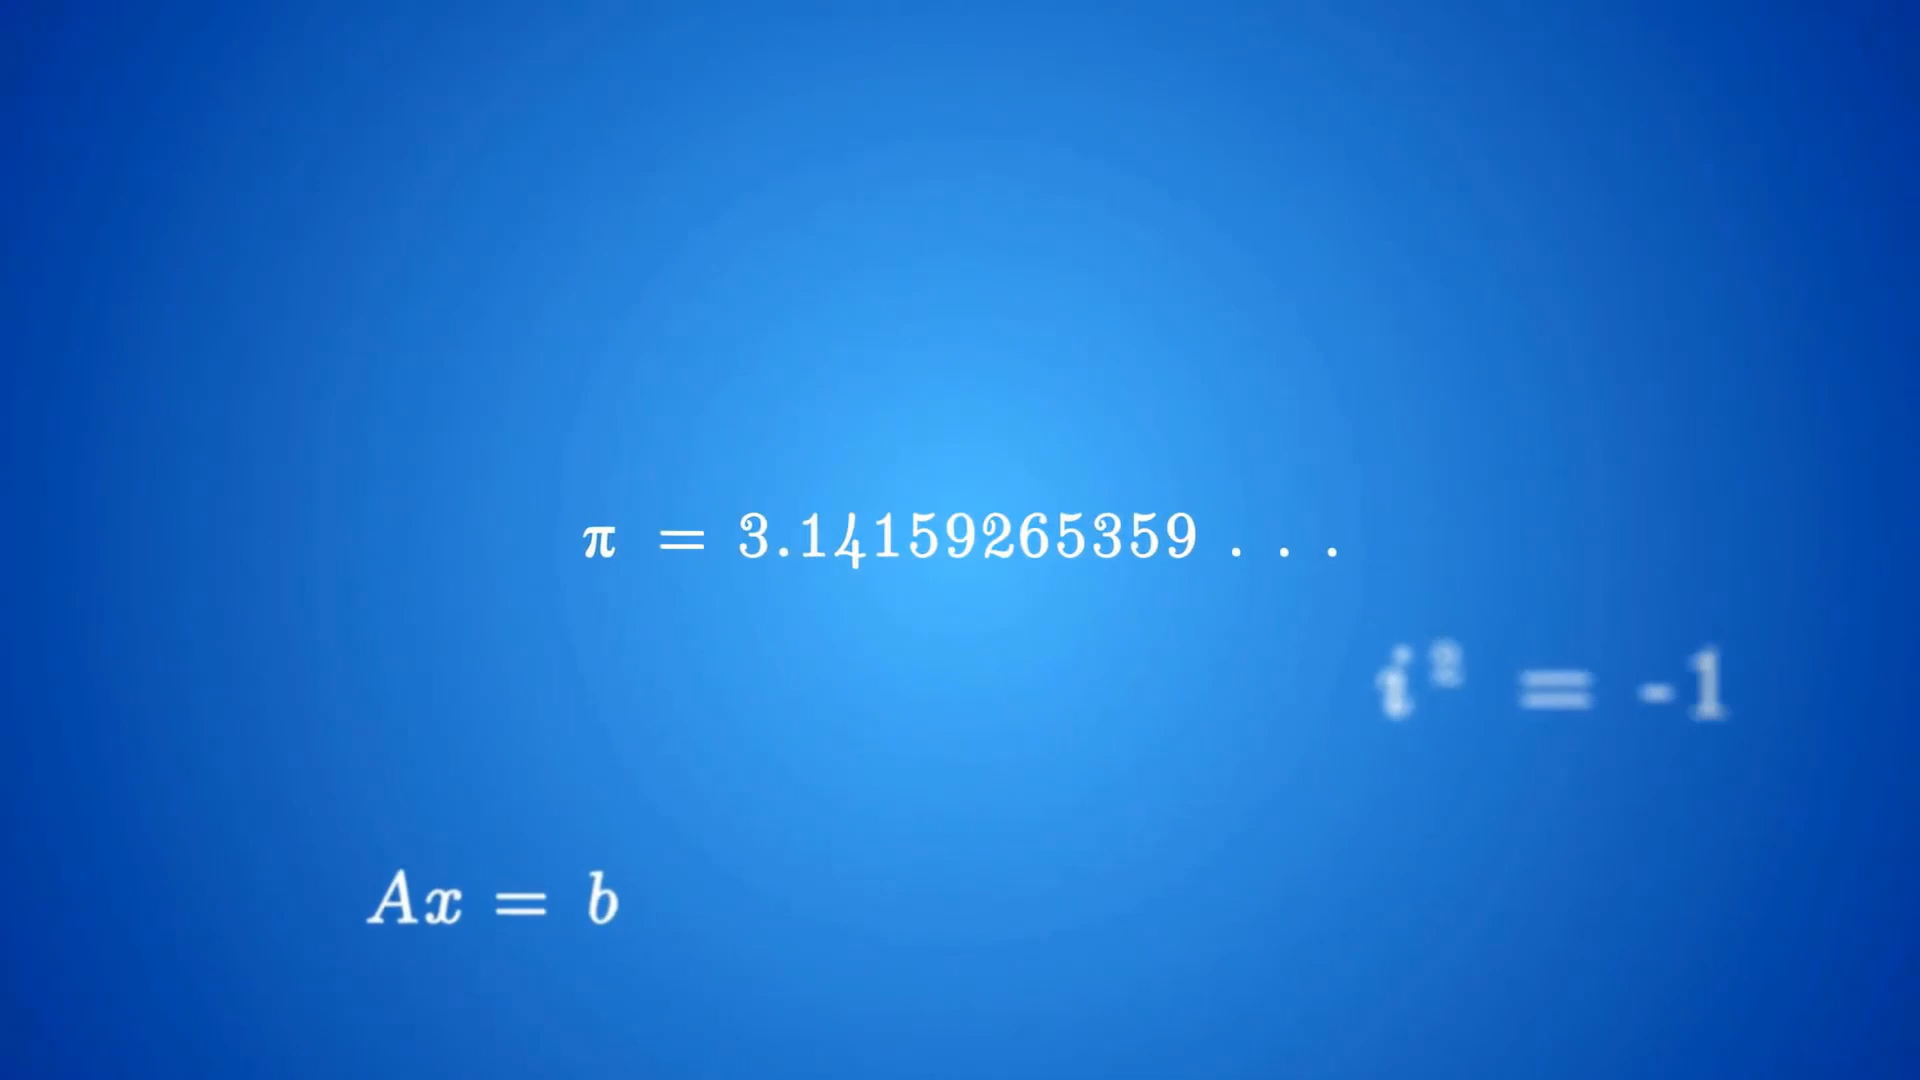 π = 3.14159265359 . . .
i² = -1
Ax = b